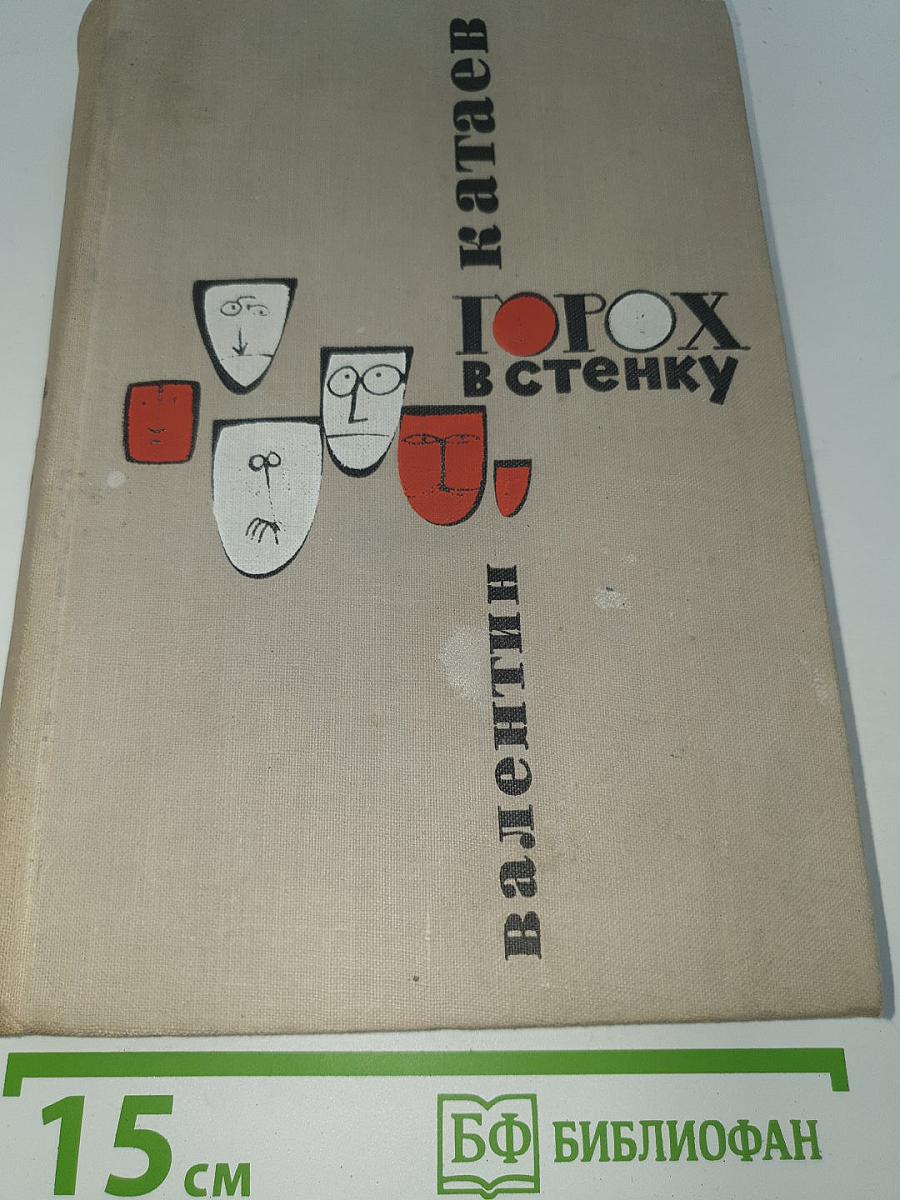 валентин
катаев
ГОРОХ
в стенку
15 см
БФ БИБЛИОФАН